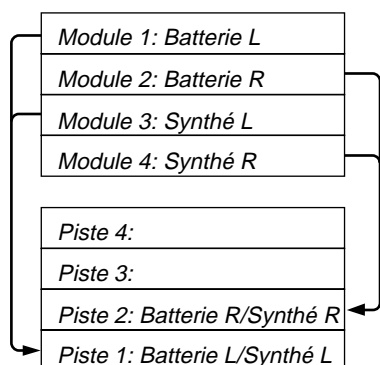 Module 1: Batterie L
Module 2: Batterie R
Module 3: Synthé L
Module 4: Synthé R
Piste 4:
Piste 3:
Piste 2: Batterie R/Synthé R
Piste 1: Batterie L/Synthé L